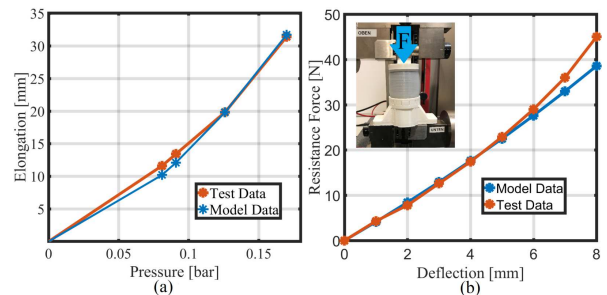 (a)
Elongation [mm]
35
30
25
20
15
10
5
0
0.05
0.1
0.15
Pressure [bar]
Test Data
Model Data
(b)
Resistance Force [N]
50
40
30
20
10
0
0
2
4
6
8
Deflection [mm]
Model Data
Test Data
OBEN
F
UNTEN